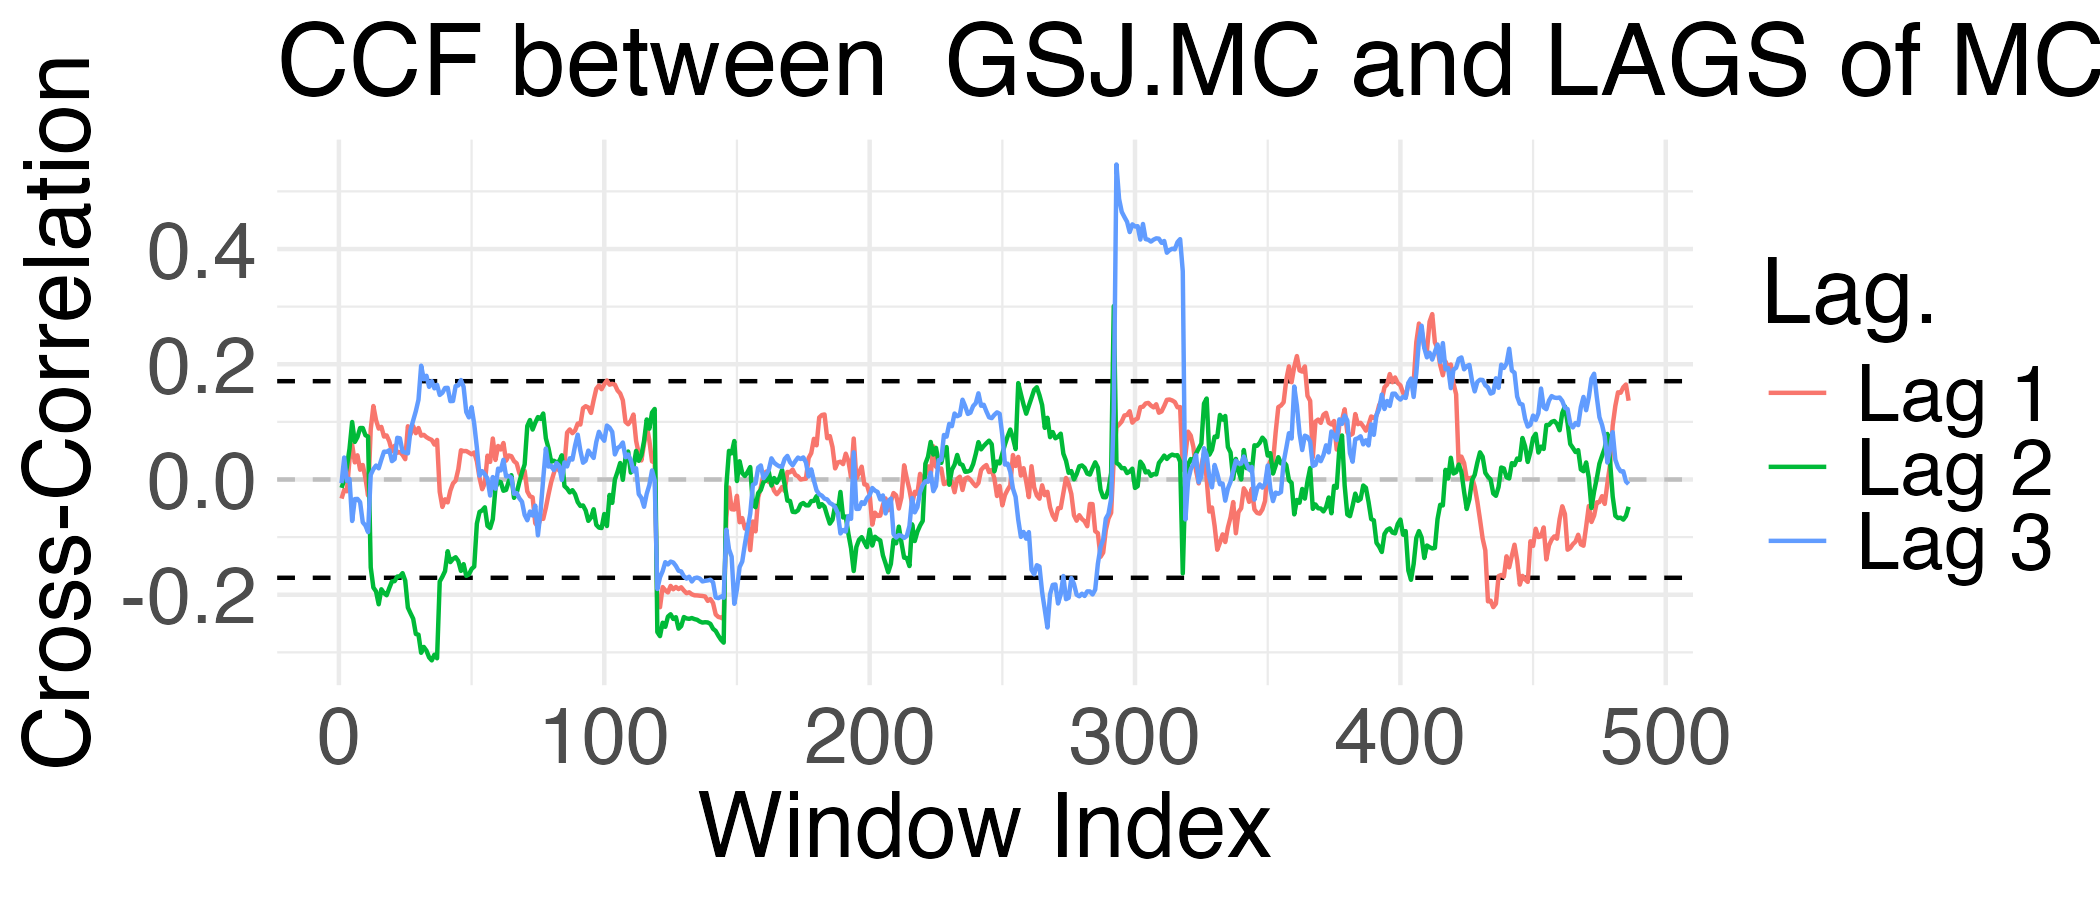 CCF between GSJ.MC and LAGS of MC
Cross-Correlation
0.4
0.2
0.0
-0.2
0 100 200 300 400 500
Window Index
Lag.
Lag 1
Lag 2
Lag 3